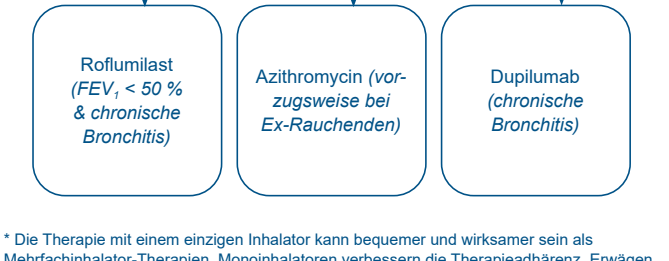 Roflumilast
(FEV₁ < 50 %
& chronische
Bronchitis)
Azithromycin (vor-
zugsweise bei
Ex-Rauchenden)
Dupilumab
(chronische
Bronchitis)
* Die Therapie mit einem einzigen Inhalator kann bequemer und wirksamer sein als
Mehrfachinhalator-Therapien. Monoinhalatoren verbessern die Therapieadhärenz. Erwägen